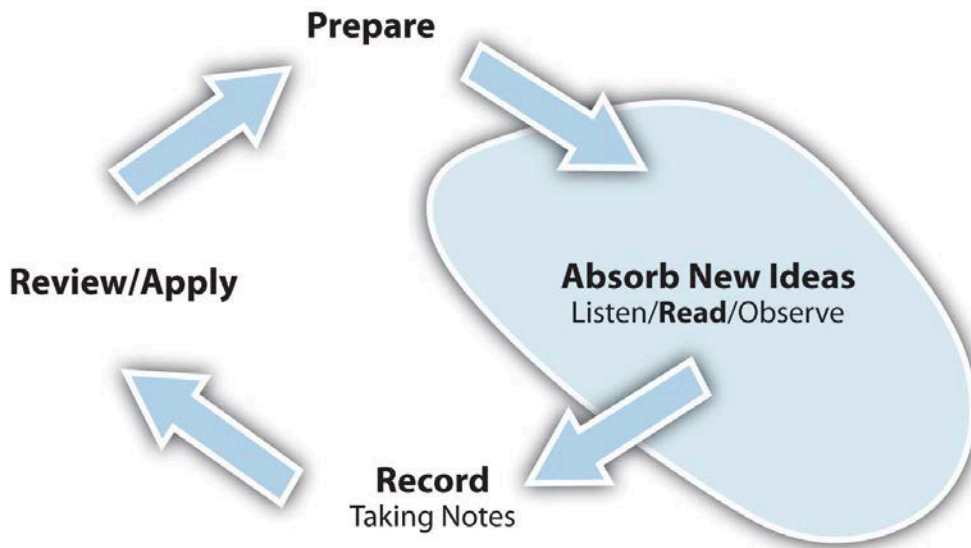 Prepare
Absorb New Ideas
Listen/Read/Observe
Record
Taking Notes
Review/Apply